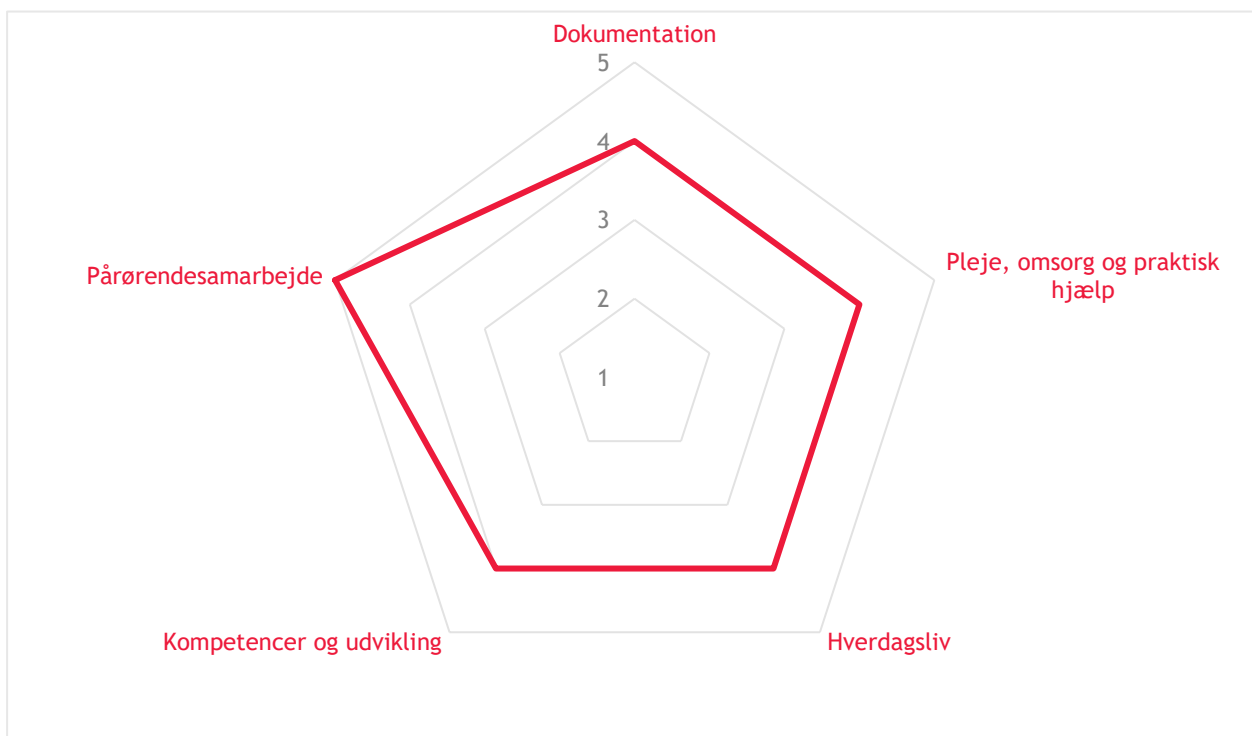 Dokumentation
5
4
3
2
1
Pleje, omsorg og praktisk
hjælp
Pårørendesamarbejde
Kompetencer og udvikling
Hverdagsliv